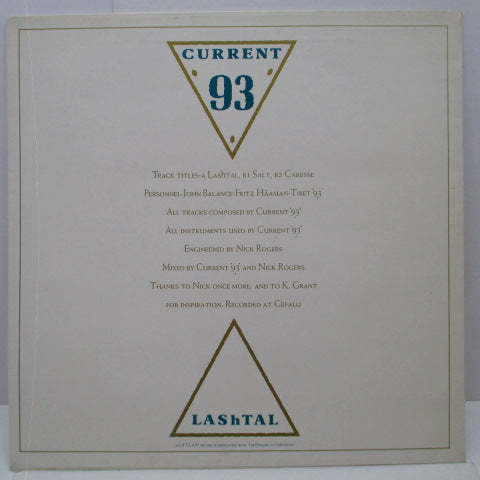 CURRENT
93
Track titles-a LAShTAL, b1 Salt, b2 Caresse
Personnel-John Balance-Fritz Häaman-Tibet '93'
All tracks composed by Current '93'
All instruments used by Current '93'
Engineered by Nick Rogers
Mixed by Current '93' and Nick Rogers
Thanks to Nick once more, and to K. Grant
for inspiration. Recorded at Cefalu
LAShTAL